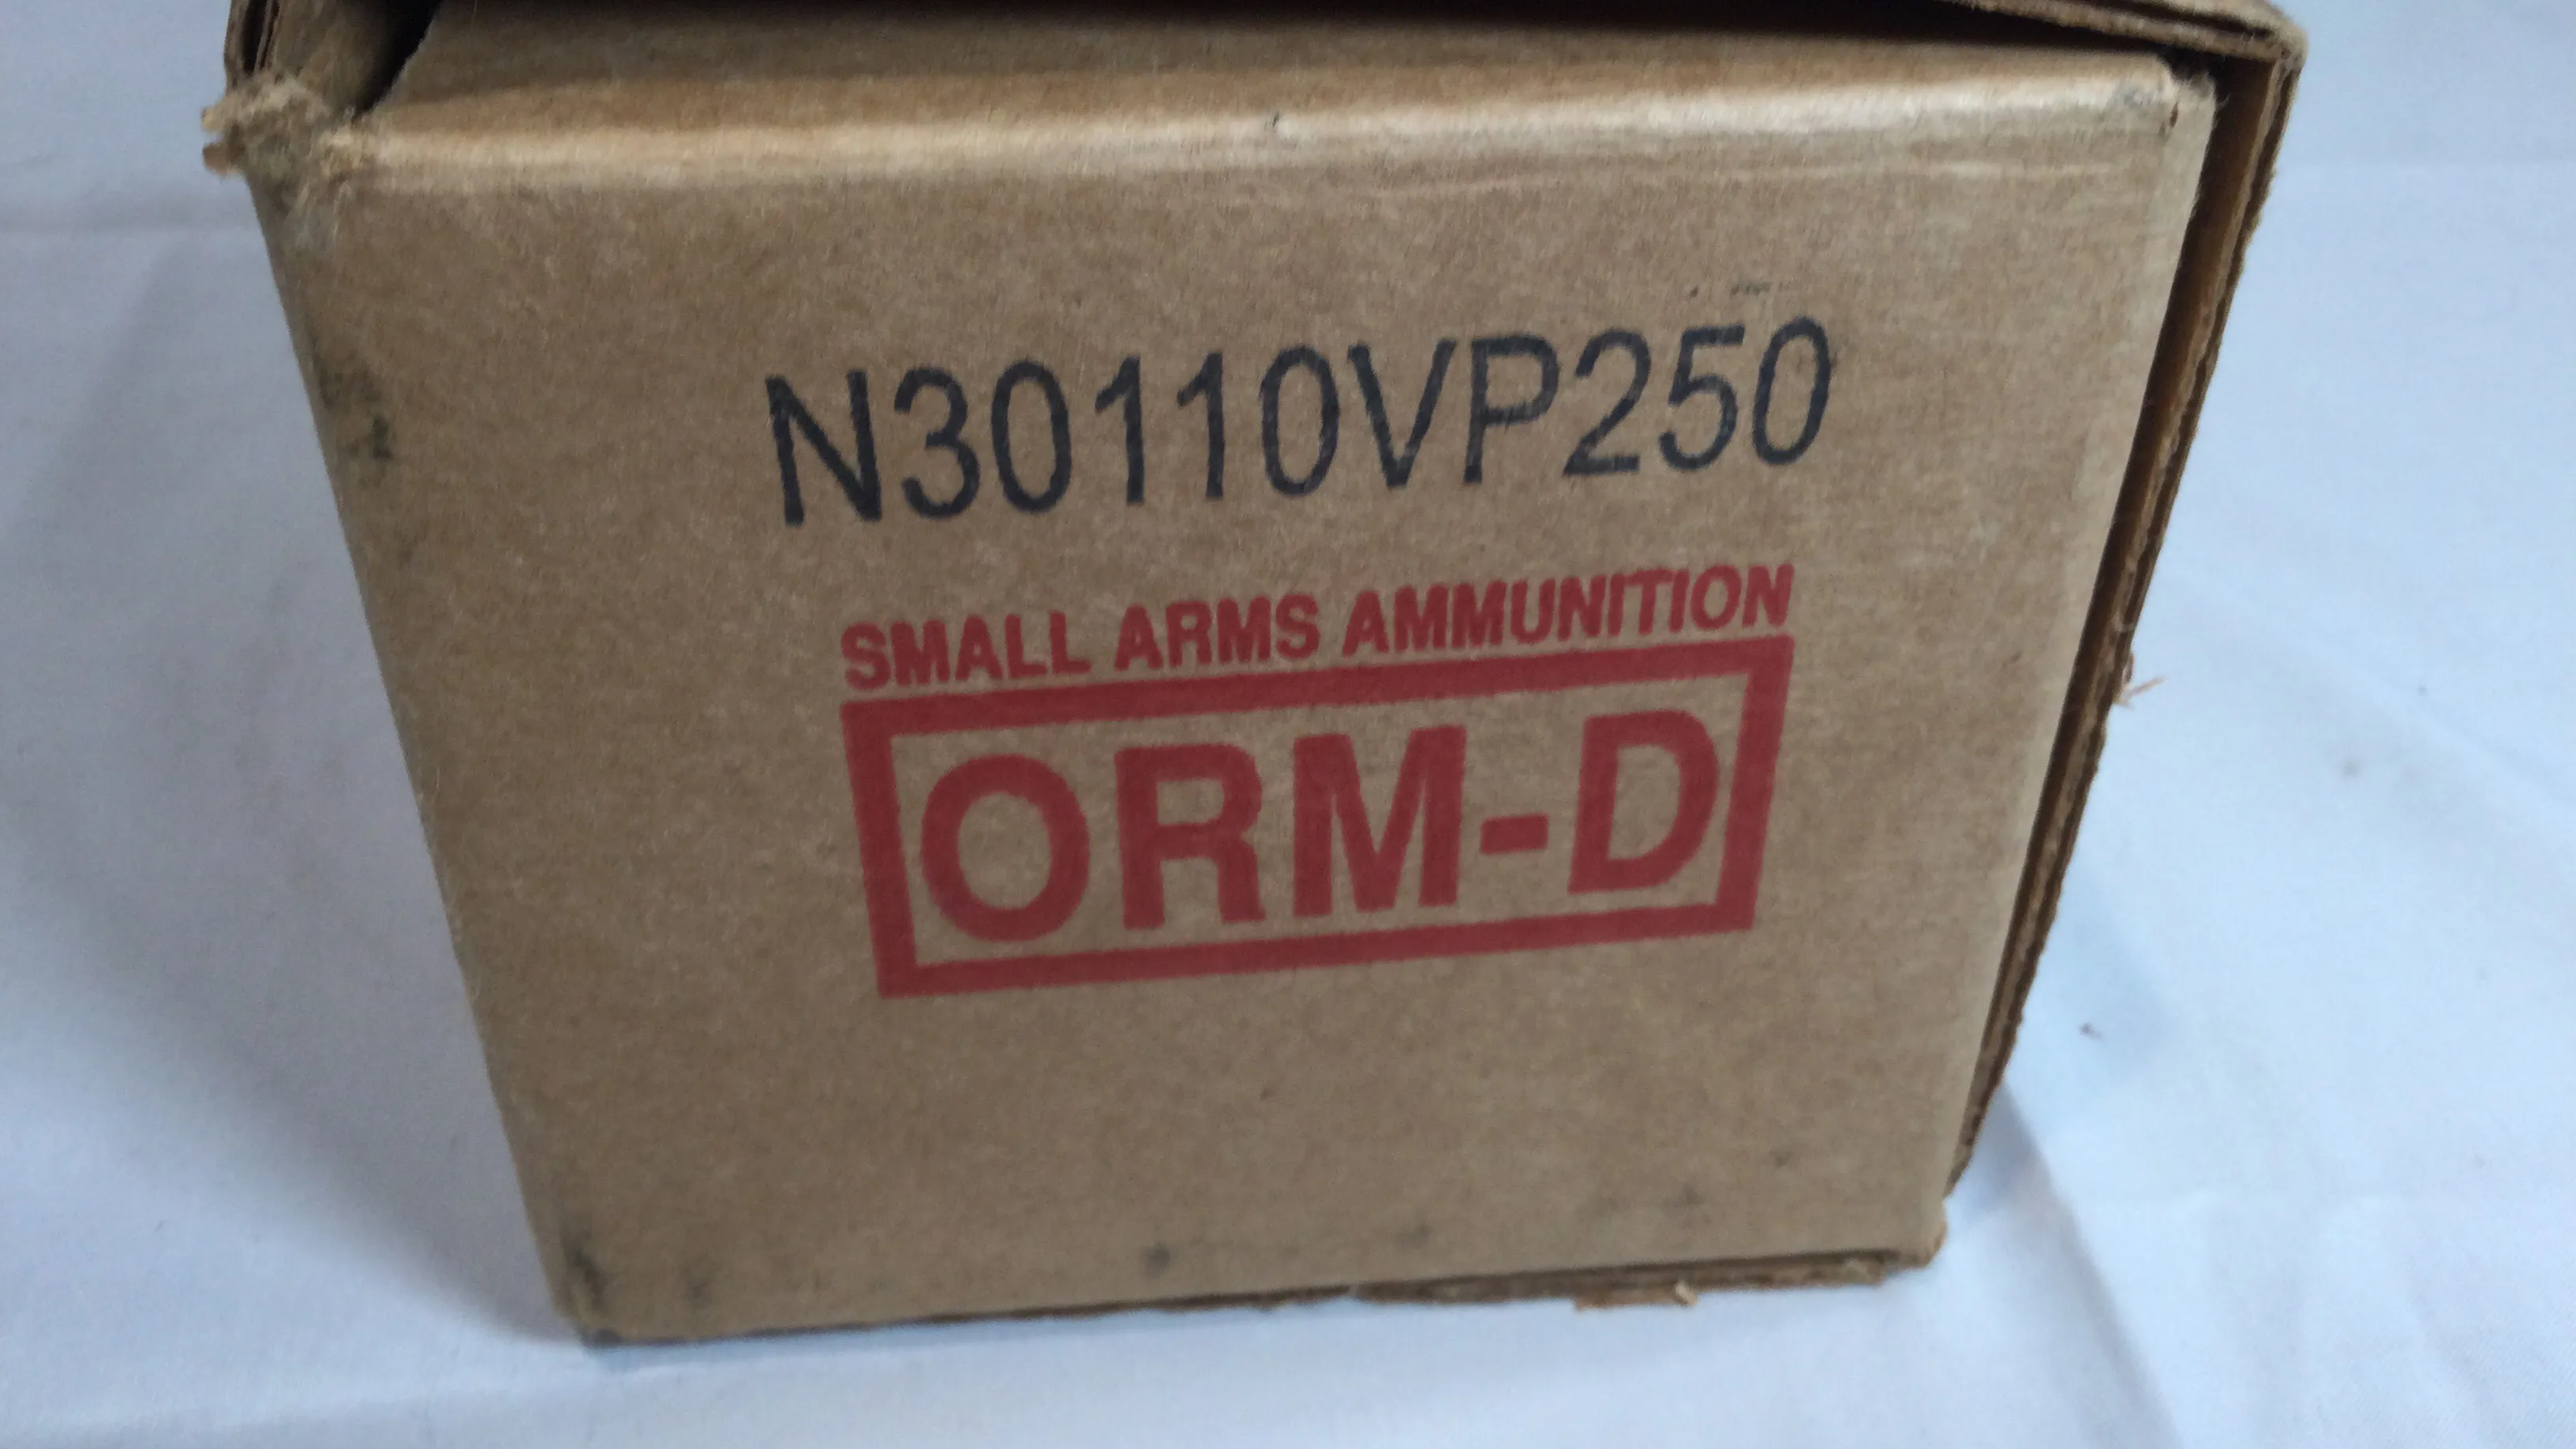 N30110VP250
SMALL ARMS AMMUNITION
ORM-D